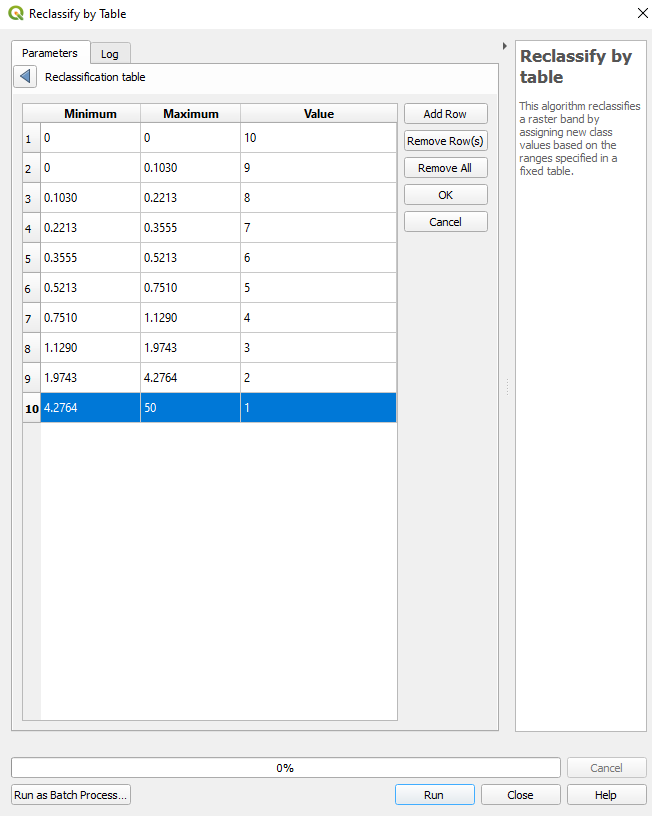 Reclassify by Table
Parameters Log
Reclassification table
Minimum Maximum Value
1 0 0 10
2 0 0.1030 9
3 0.1030 0.2213 8
4 0.2213 0.3555 7
5 0.3555 0.5213 6
6 0.5213 0.7510 5
7 0.7510 1.1290 4
8 1.1290 1.9743 3
9 1.9743 4.2764 2
10 4.2764 50 1
Add Row
Remove Row(s)
Remove All
OK
Cancel
Reclassify by
table
This algorithm reclassifies
a raster band by
assigning new class
values based on the
ranges specified in a
fixed table.
0%
Cancel
Run as Batch Process...
Run
Close
Help